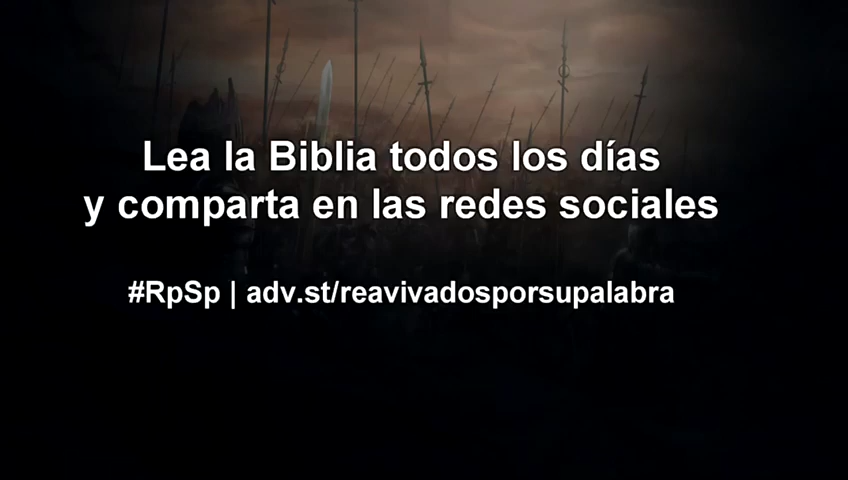 Lea la Biblia todos los días
y comparta en las redes sociales
#RpSp | adv.st/reavivadosporsupalabra